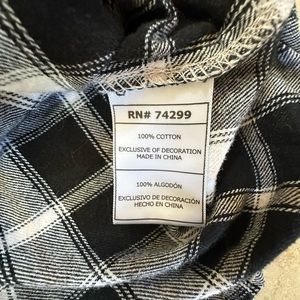 RN# 74299
100% COTTON
EXCLUSIVE OF DECORATION
MADE IN CHINA
100% ALGODÓN
EXCLUSIVO DE DECORACIÓN
HECHO EN CHINA